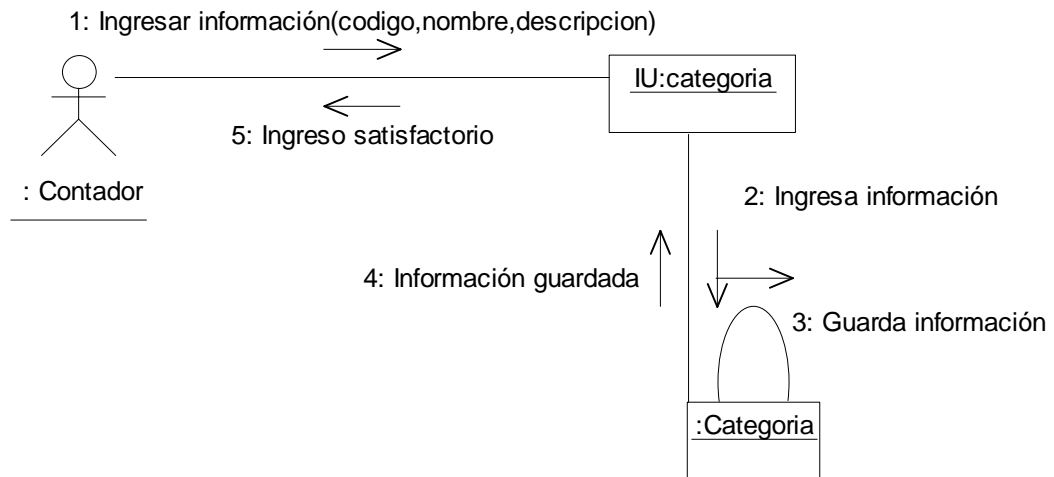 1: Ingresar información(codigo,nombre,descripcion)
IU:categoria
5: Ingreso satisfactorio
: Contador
2: Ingresa información
4: Información guardada
3: Guarda información
:Categoria